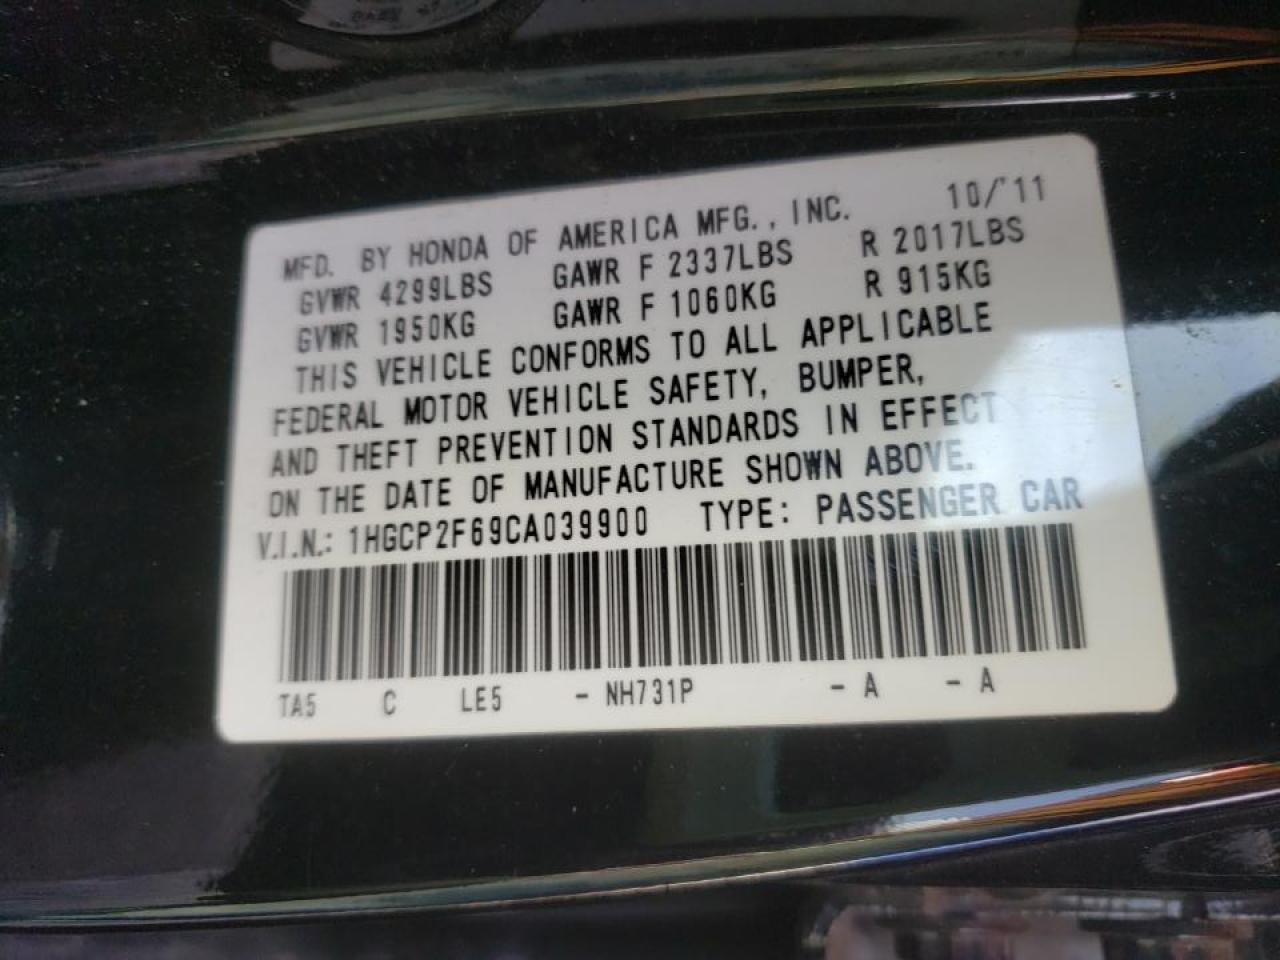 MFD. BY HONDA OF AMERICA MFG., INC. 10/'11
GVWR 4299LBS GAWR F 2337LBS R 2017LBS
GVWR 1950KG GAWR F 1060KG R 915KG
THIS VEHICLE CONFORMS TO ALL APPLICABLE
FEDERAL MOTOR VEHICLE SAFETY, BUMPER,
AND THEFT PREVENTION STANDARDS IN EFFECT
ON THE DATE OF MANUFACTURE SHOWN ABOVE.
V.I.N.: 1HGCP2F69CA039900 TYPE: PASSENGER CAR
TA5 C LE5 - NH731P - A - A